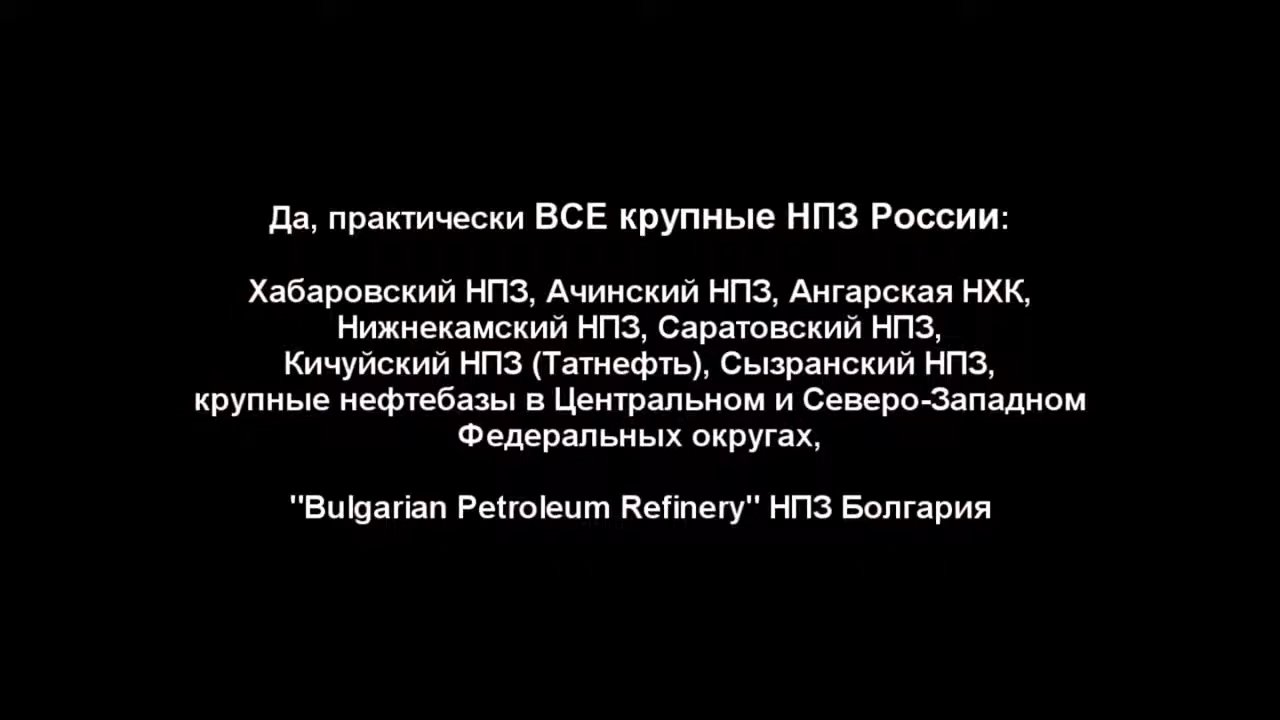 Да, практически ВСЕ крупные НПЗ России:
Хабаровский НПЗ, Ачинский НПЗ, Ангарская НХК,
Нижнекамский НПЗ, Саратовский НПЗ,
Кичуйский НПЗ (Татнефть), Сызранский НПЗ,
крупные нефтебазы в Центральном и Северо-Западном
Федеральных округах,
"Bulgarian Petroleum Refinery" НПЗ Болгария